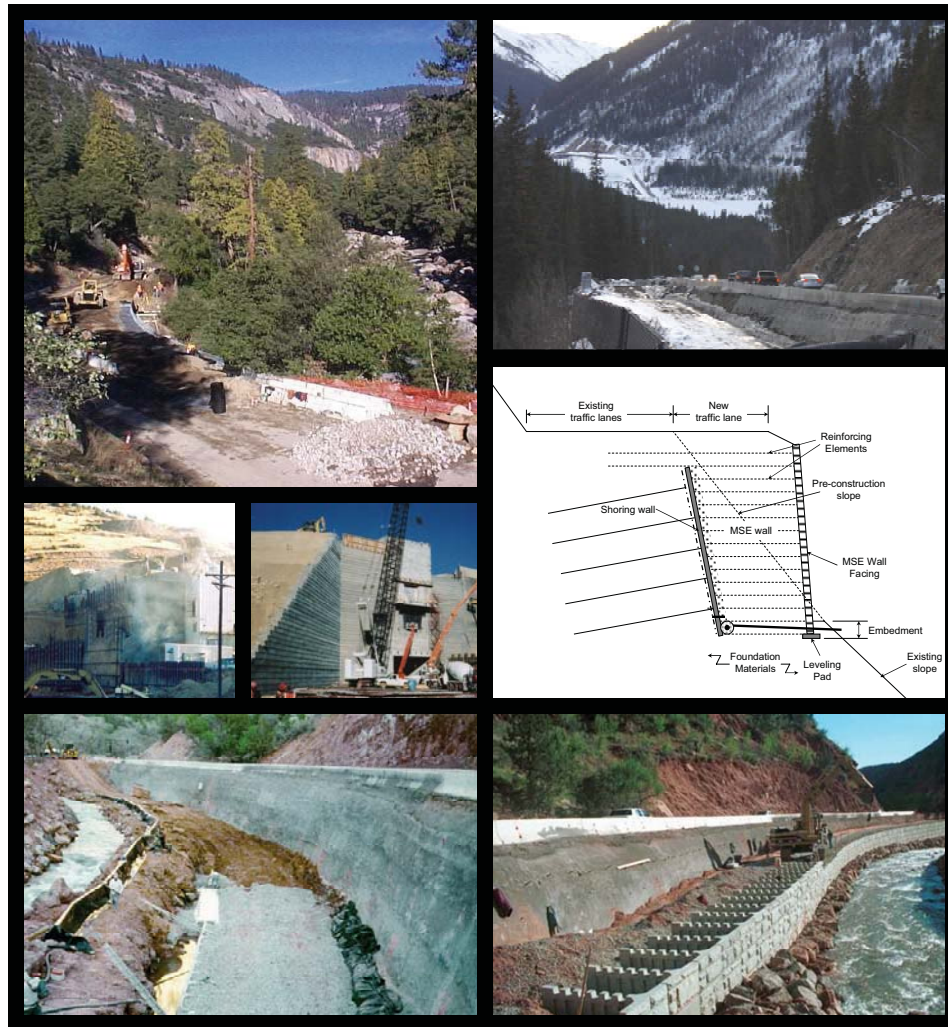 Existing
traffic lanes
New
traffic lane
Reinforcing
Elements
Pre-construction
slope
Shoring wall
MSE wall
MSE Wall
Facing
Embedment
Foundation
Materials
Leveling
Pad
Existing
slope